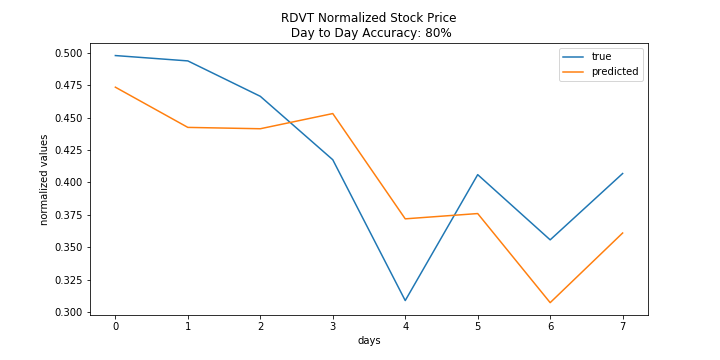 RDVT Normalized Stock Price
Day to Day Accuracy: 80%
true
predicted
normalized values
0.500
0.475
0.450
0.425
0.400
0.375
0.350
0.325
0.300
0 1 2 3 4 5 6 7
days